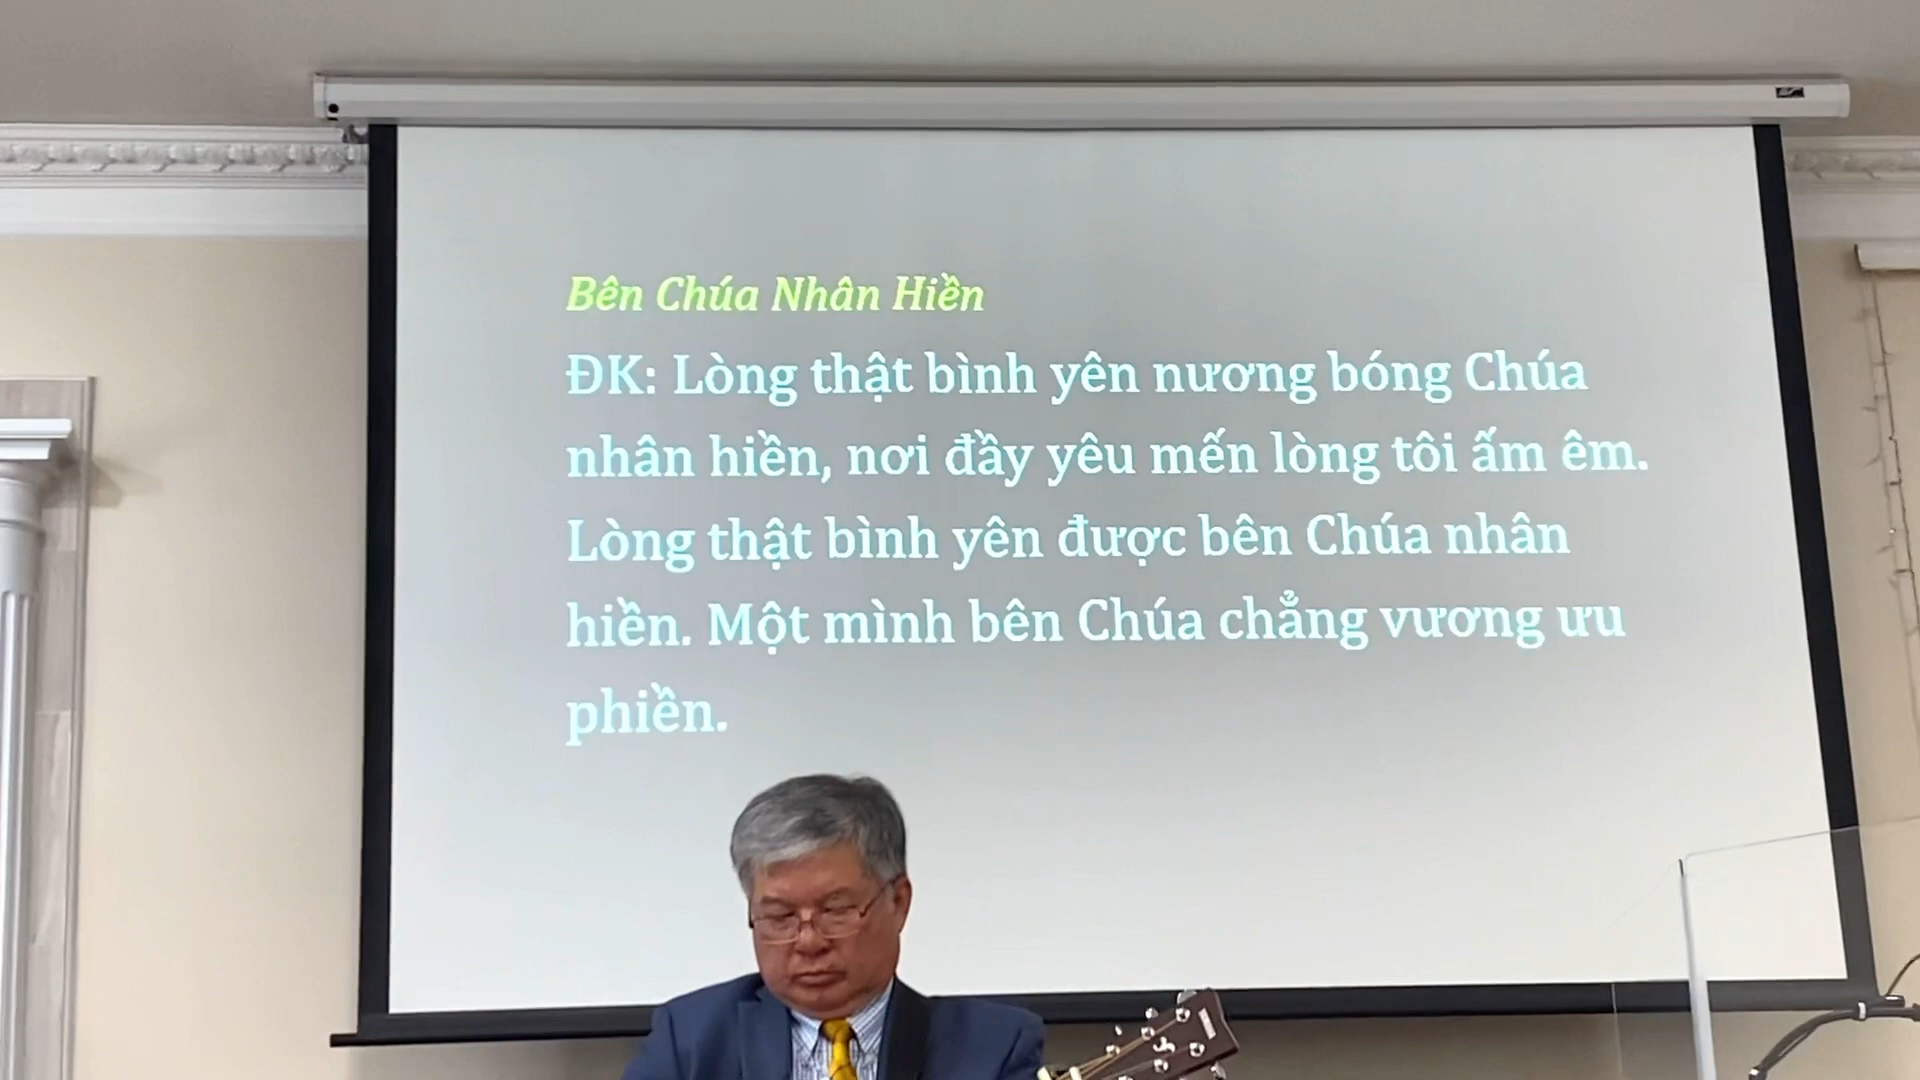 Bên Chúa Nhân Hiền
ĐK: Lòng thật bình yên nương bóng Chúa
nhân hiền, nơi đầy yêu mến lòng tôi ấm êm.
Lòng thật bình yên được bên Chúa nhân
hiền. Một mình bên Chúa chẳng vương ưu
phiền.